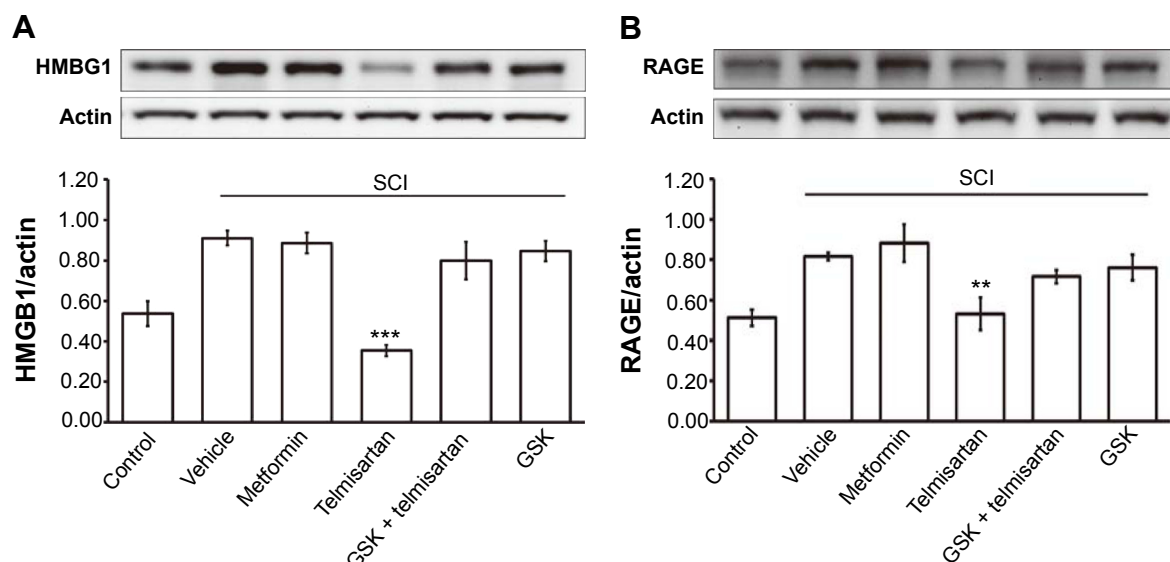 A
HMBG1
Actin
SCI
1.20
1.00
0.80
0.60
0.40
0.20
0.00
HMGB1/actin
***
Control
Vehicle
Metformin
Telmisartan
GSK + telmisartan
GSK
B
RAGE
Actin
SCI
1.20
1.00
0.80
0.60
0.40
0.20
0.00
RAGE/actin
**
Control
Vehicle
Metformin
Telmisartan
GSK + telmisartan
GSK